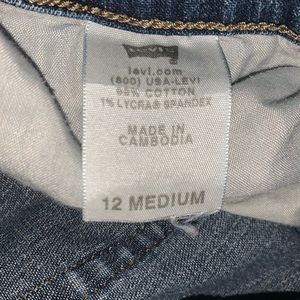 LEVI'S
levi.com
(800) USA-LEVI
99% COTTON
1% LYCRA® SPANDEX
MADE IN
CAMBODIA
12 MEDIUM